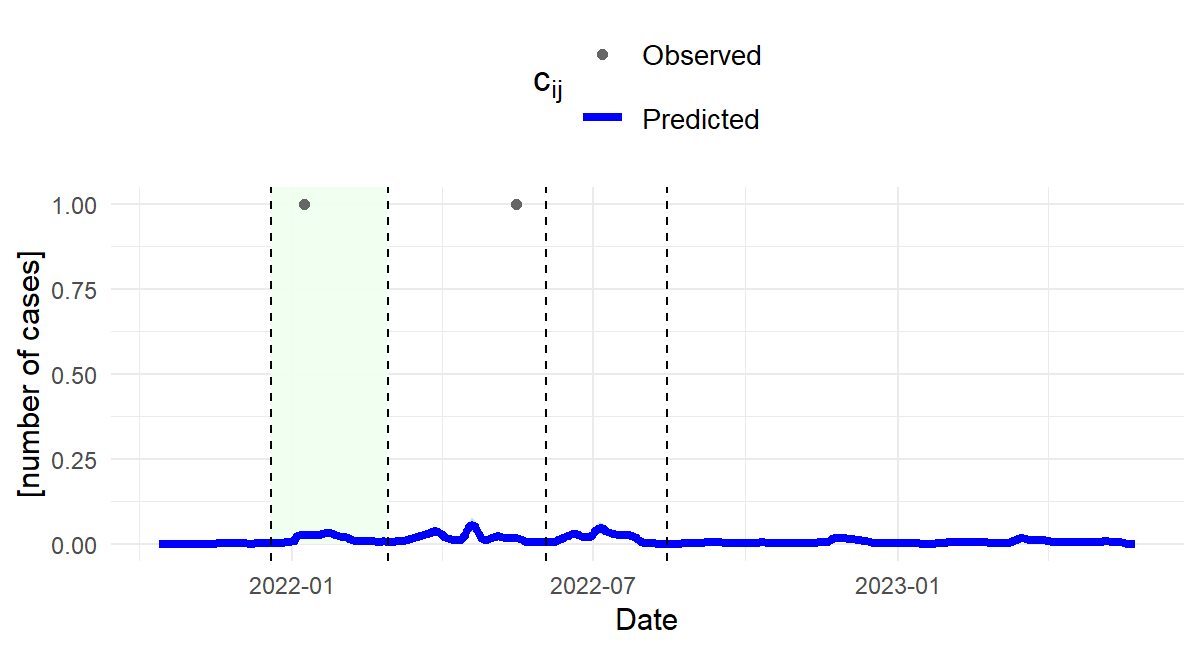 c_ij
Observed
Predicted
[number of cases]
1.00
0.75
0.50
0.25
0.00
2022-01
2022-07
2023-01
Date